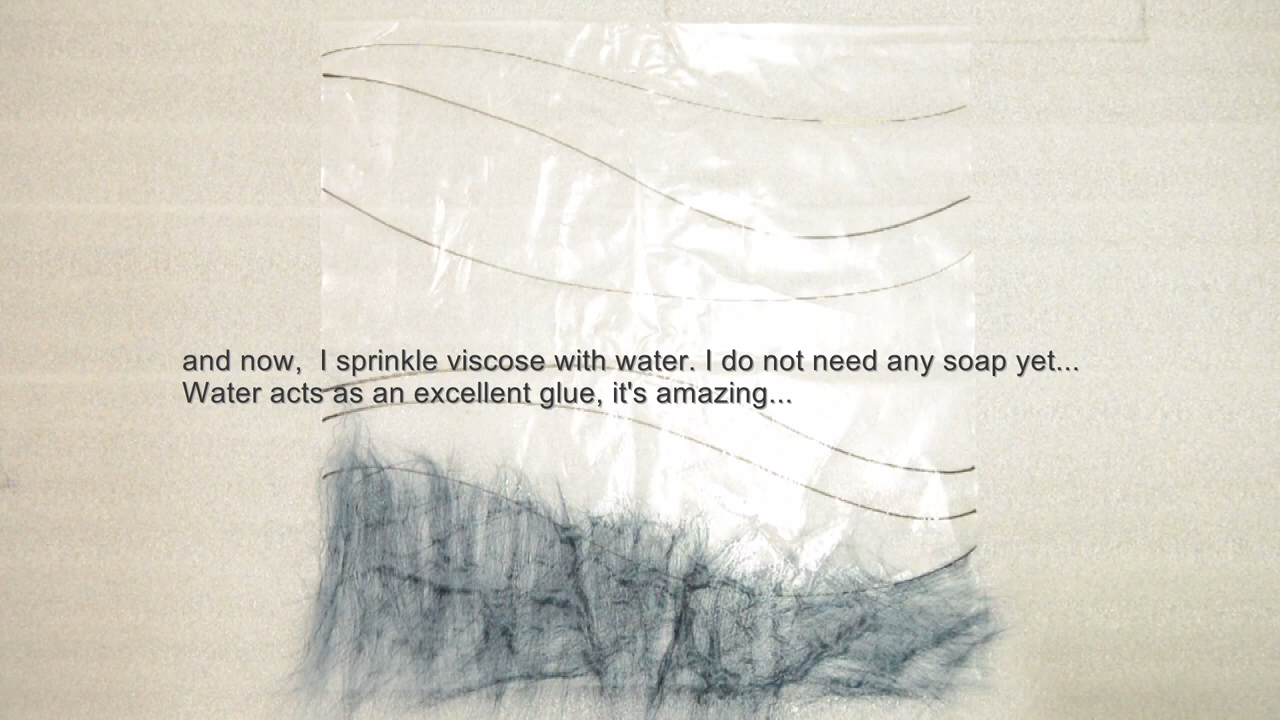 and now,  I sprinkle viscose with water. I do not need any soap yet...
Water acts as an excellent glue, it's amazing...